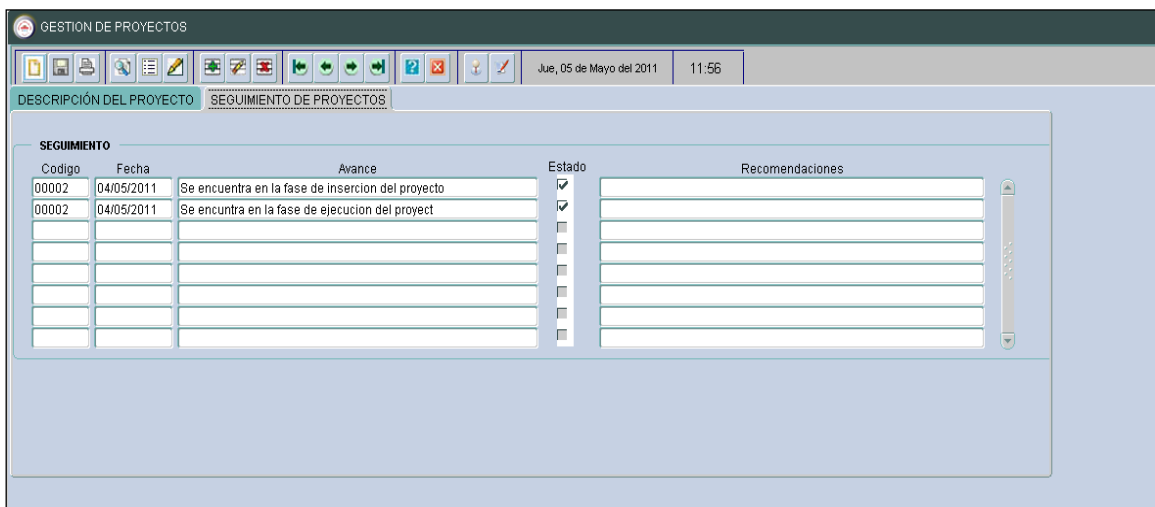 GESTION DE PROYECTOS
Jue, 05 de Mayo del 2011 11:56
DESCRIPCIÓN DEL PROYECTO SEGUIMIENTO DE PROYECTOS
SEGUIMIENTO
Codigo Fecha Avance Estado Recomendaciones
00002 04/05/2011 Se encuentra en la fase de insercion del proyecto
00002 04/05/2011 Se encuntra en la fase de ejecucion del proyect